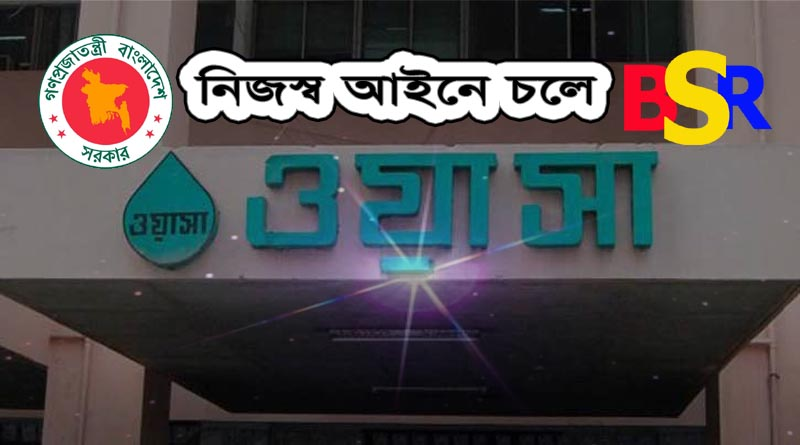 গণপ্রজাতন্ত্রী বাংলাদেশ
সরকার
নিজস্ব আইনে চলে
BSR
ওয়াসা
ওয়াসা